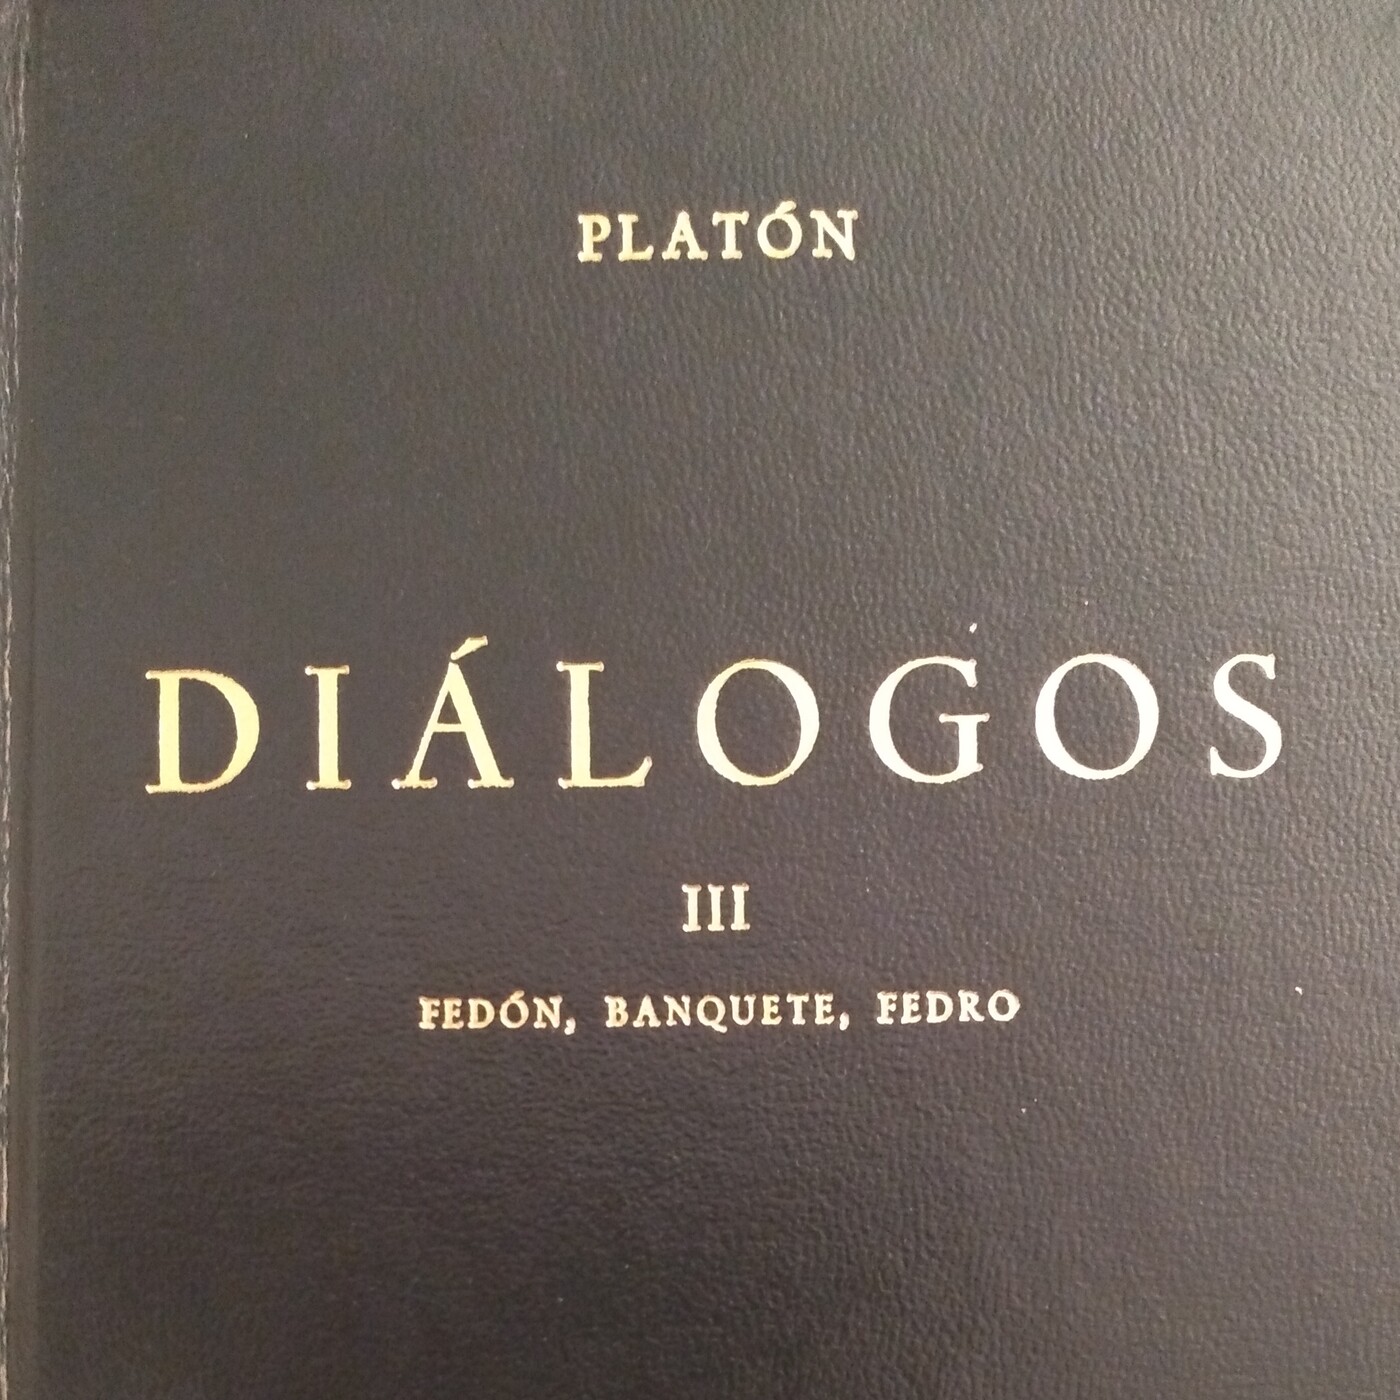 PLATÓN
DIÁLOGOS
III
FEDÓN, BANQUETE, FEDRO